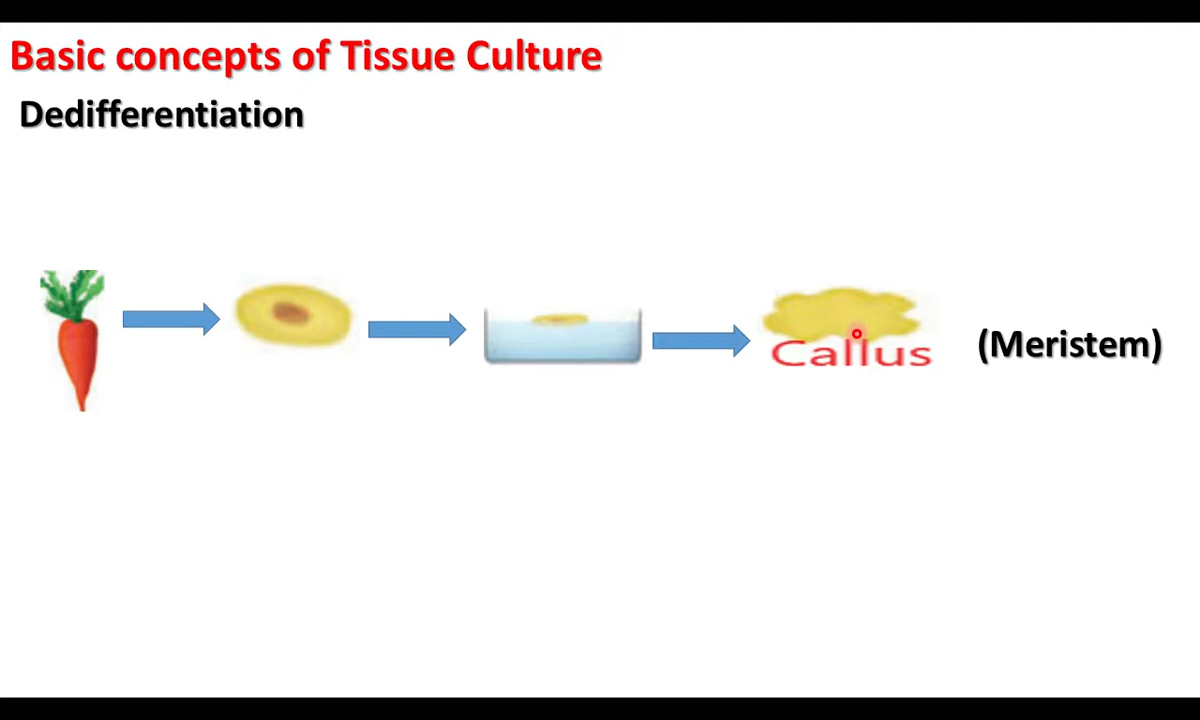 Basic concepts of Tissue Culture
Dedifferentiation
Callus
(Meristem)